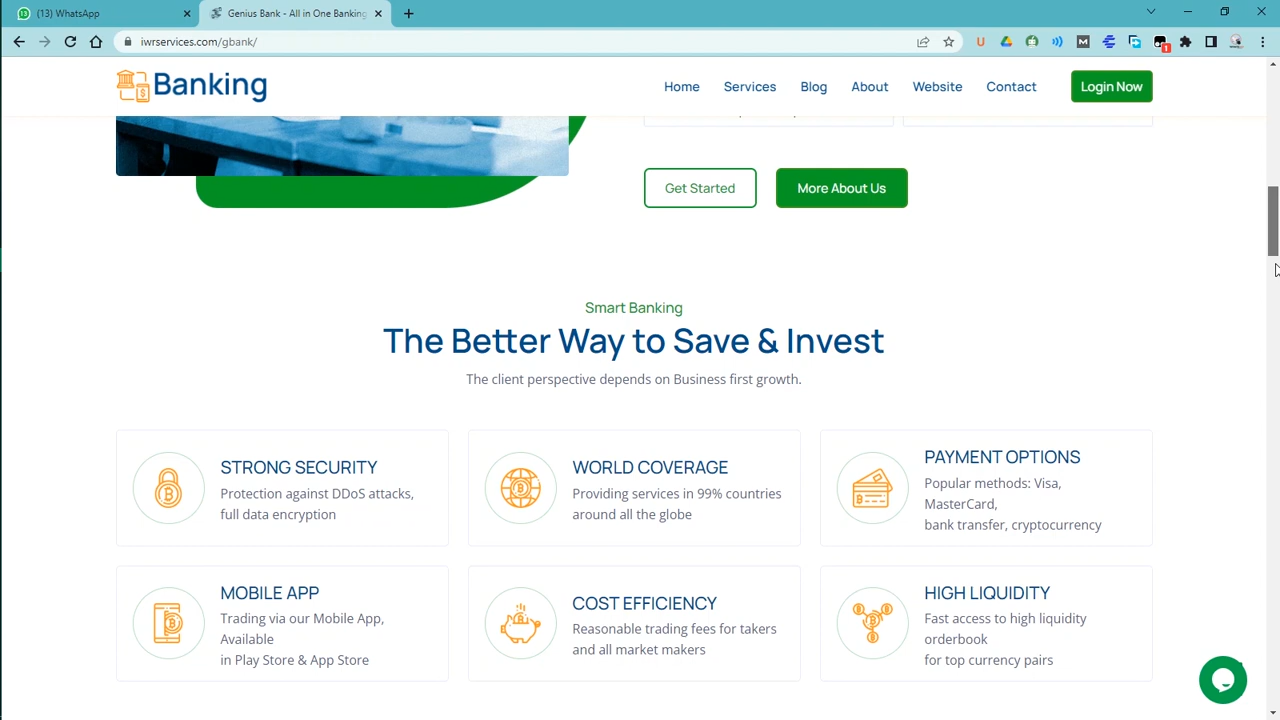 (13) WhatsApp
Genius Bank - All in One Banking
iwrservices.com/gbank/
1
Banking
Home Services Blog About Website Contact Login Now
Get Started More About Us
Smart Banking
The Better Way to Save & Invest
The client perspective depends on Business first growth.
STRONG SECURITY
Protection against DDoS attacks,
full data encryption
WORLD COVERAGE
Providing services in 99% countries
around all the globe
PAYMENT OPTIONS
Popular methods: Visa,
MasterCard,
bank transfer, cryptocurrency
MOBILE APP
Trading via our Mobile App,
Available
in Play Store & App Store
COST EFFICIENCY
Reasonable trading fees for takers
and all market makers
HIGH LIQUIDITY
Fast access to high liquidity
orderbook
for top currency pairs